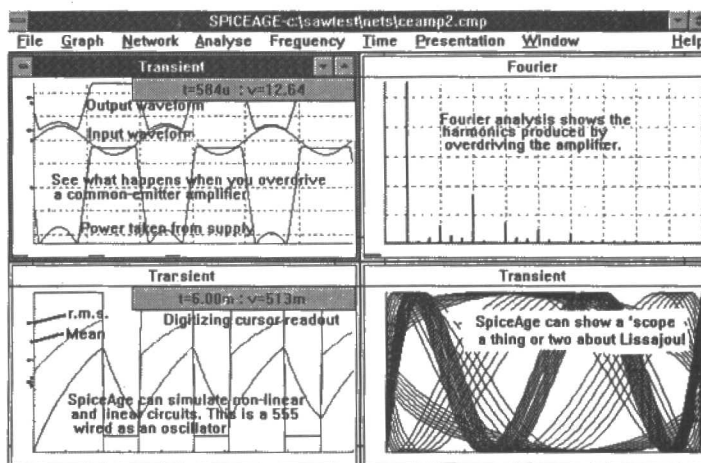 SPICEAGE-c:\sawtest\nets\ceamp2.cmp
File Graph Network Analyse Frequency Time Presentation Window Help
Transient
t=584u : v=12.64
Output waveform
Input waveform
See what happens when you overdrive
a common-emitter amplifier
Power taken from supply
Fourier
Fourier analysis shows the
harmonics produced by
overdriving the amplifier.
Transient
t=6.00m : v=513m
r.m.s.
Digitizing cursor readout
Mean
SpiceAge can simulate non-linear
and linear circuits. This is a 555
wired as an oscillator
Transient
SpiceAge can show a 'scope
a thing or two about Lissajou!